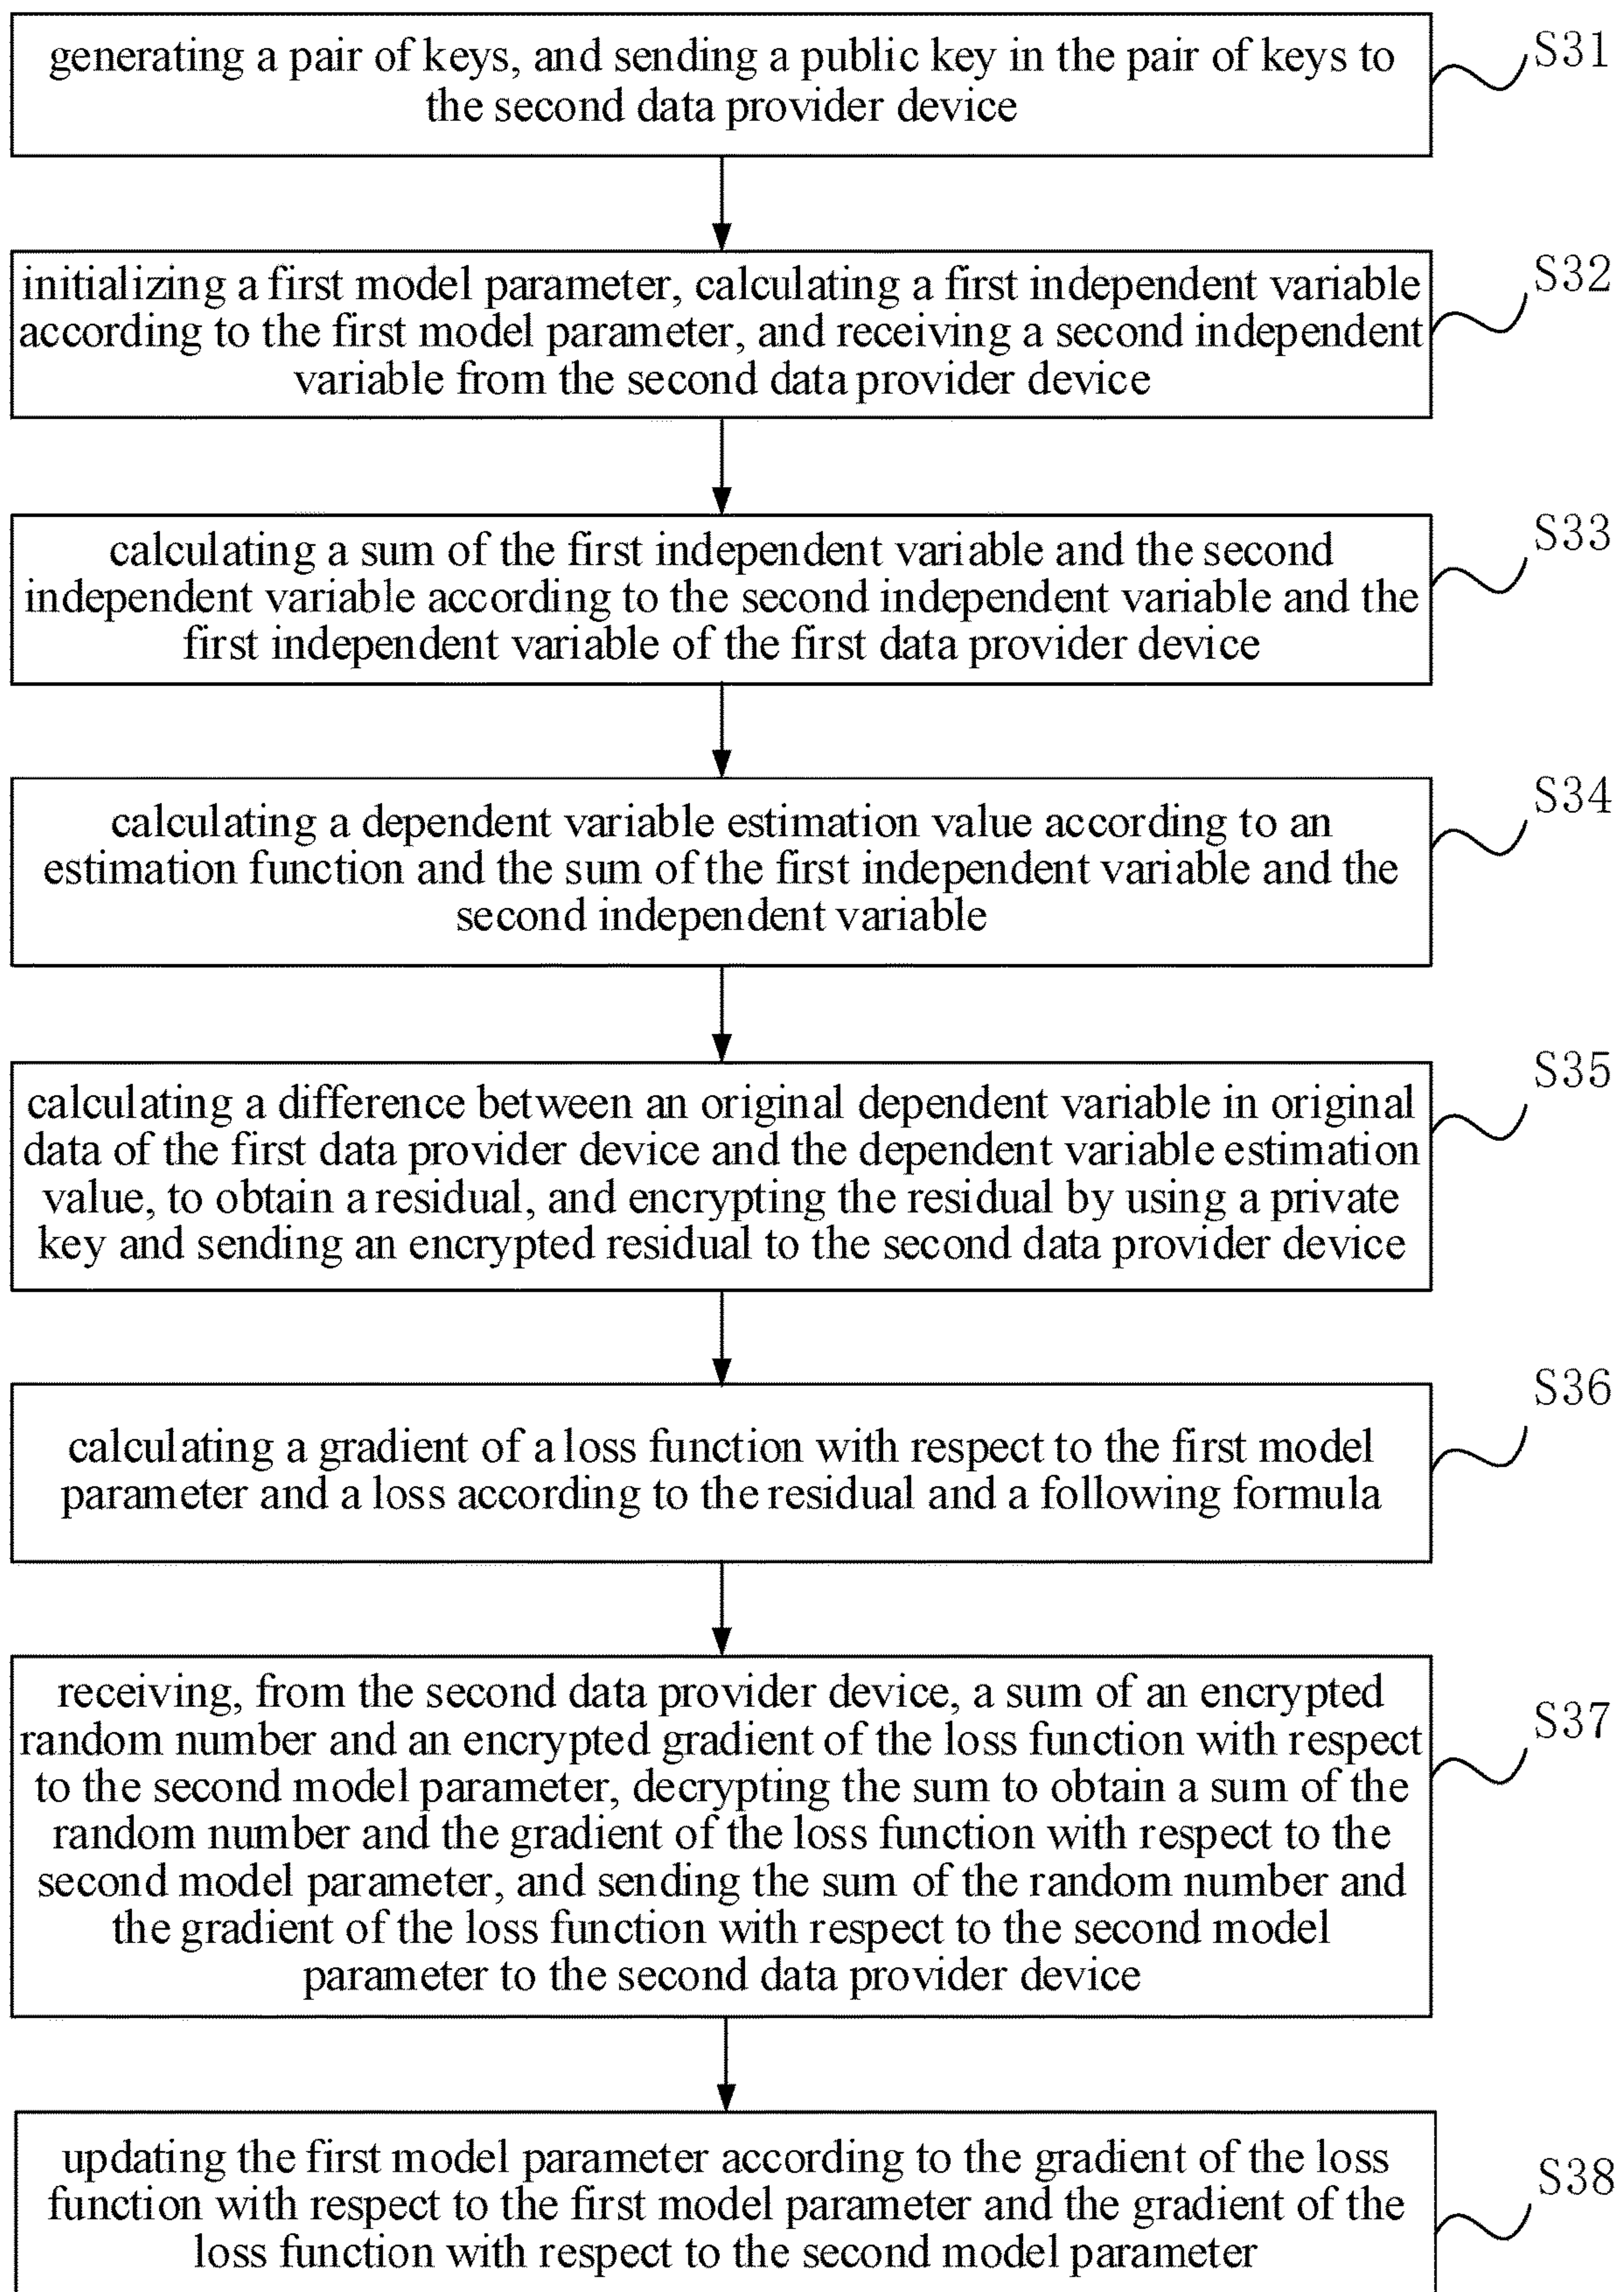 generating a pair of keys, and sending a public key in the pair of keys to
the second data provider device
S31
initializing a first model parameter, calculating a first independent variable
according to the first model parameter, and receiving a second independent
variable from the second data provider device
S32
calculating a sum of the first independent variable and the second
independent variable according to the second independent variable and the
first independent variable of the first data provider device
S33
calculating a dependent variable estimation value according to an
estimation function and the sum of the first independent variable and the
second independent variable
S34
calculating a difference between an original dependent variable in original
data of the first data provider device and the dependent variable estimation
value, to obtain a residual, and encrypting the residual by using a private
key and sending an encrypted residual to the second data provider device
S35
calculating a gradient of a loss function with respect to the first model
parameter and a loss according to the residual and a following formula
S36
receiving, from the second data provider device, a sum of an encrypted
random number and an encrypted gradient of the loss function with respect
to the second model parameter, decrypting the sum to obtain a sum of the
random number and the gradient of the loss function with respect to the
second model parameter, and sending the sum of the random number and
the gradient of the loss function with respect to the second model
parameter to the second data provider device
S37
updating the first model parameter according to the gradient of the loss
function with respect to the first model parameter and the gradient of the
loss function with respect to the second model parameter
S38